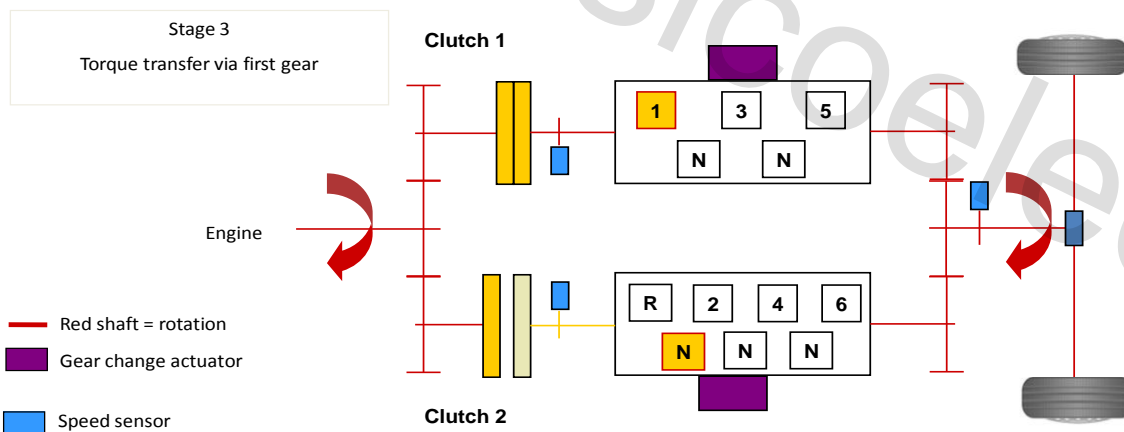 Stage 3
Torque transfer via first gear
Clutch 1
1 3 5
N N
Engine
R 2 4 6
N N N
Red shaft = rotation
Gear change actuator
Speed sensor
Clutch 2